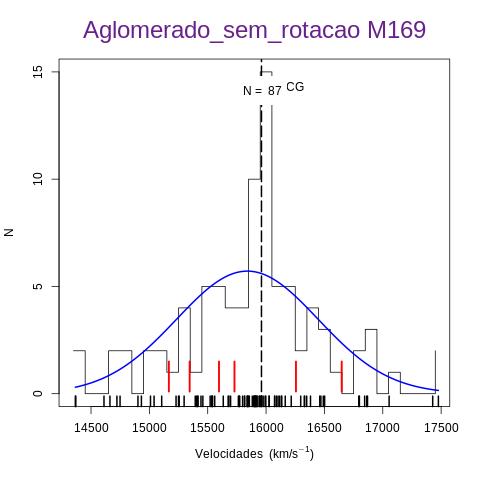 Aglomerado_sem_rotacao M169
15
N = 87 CG
10
N
5
0
14500 15000 15500 16000 16500 17000 17500
Velocidades (km/s⁻¹)